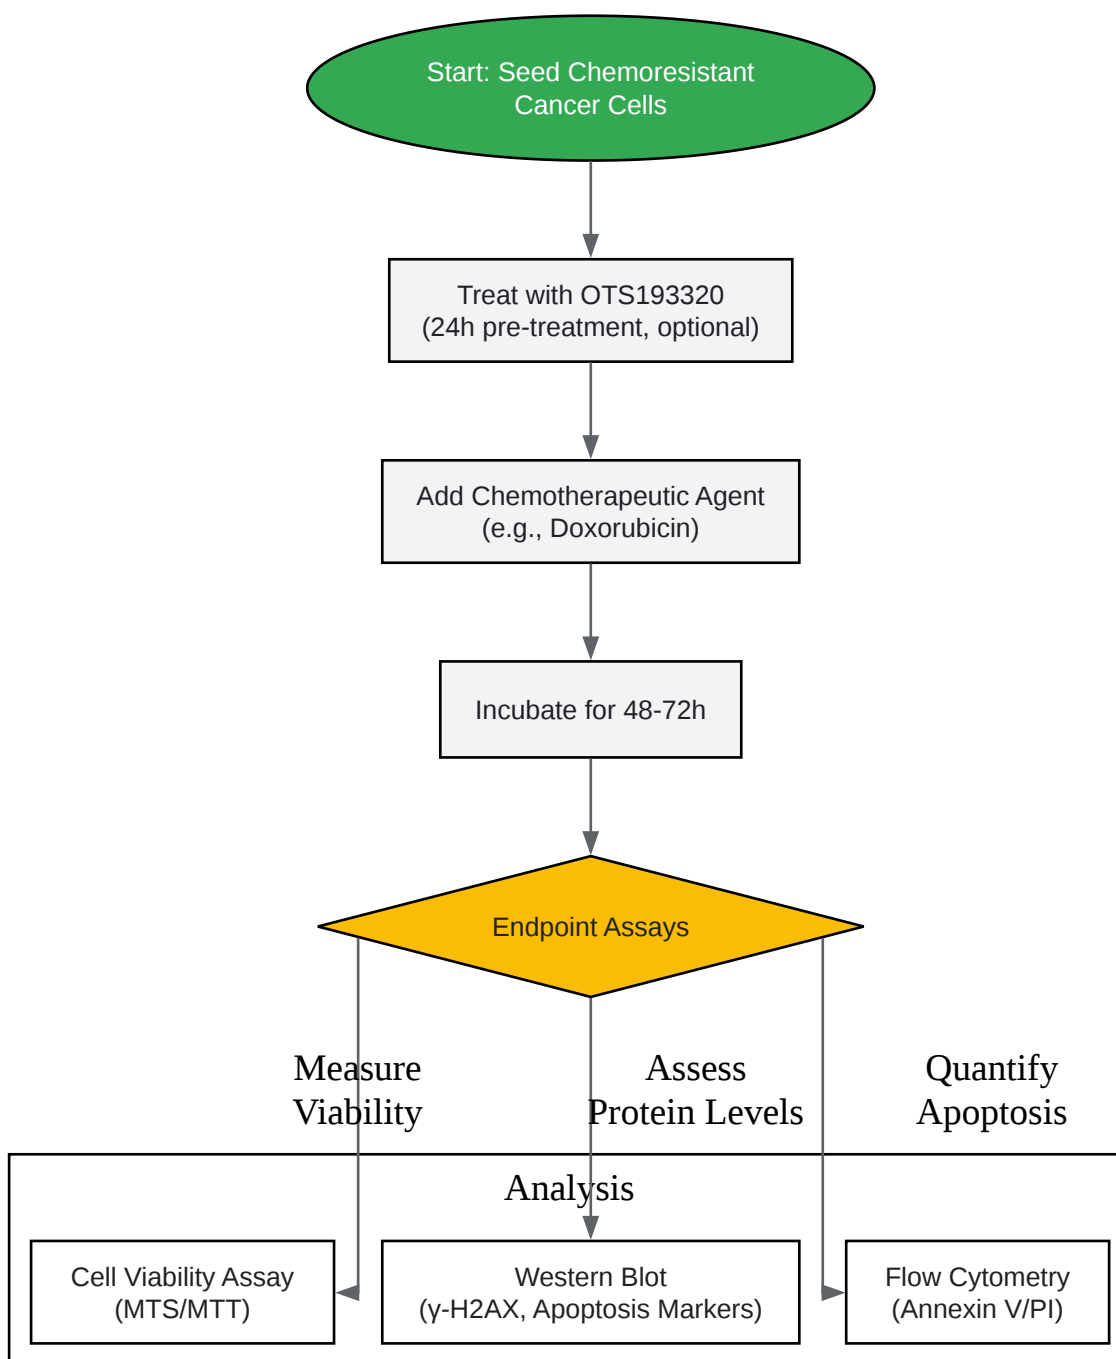 Start: Seed Chemoresistant
Cancer Cells
Treat with OTS193320
(24h pre-treatment, optional)
Add Chemotherapeutic Agent
(e.g., Doxorubicin)
Incubate for 48-72h
Endpoint Assays
Measure
Viability
Assess
Protein Levels
Quantify
Apoptosis
Analysis
Cell Viability Assay
(MTS/MTT)
Western Blot
(γ-H2AX, Apoptosis Markers)
Flow Cytometry
(Annexin V/PI)